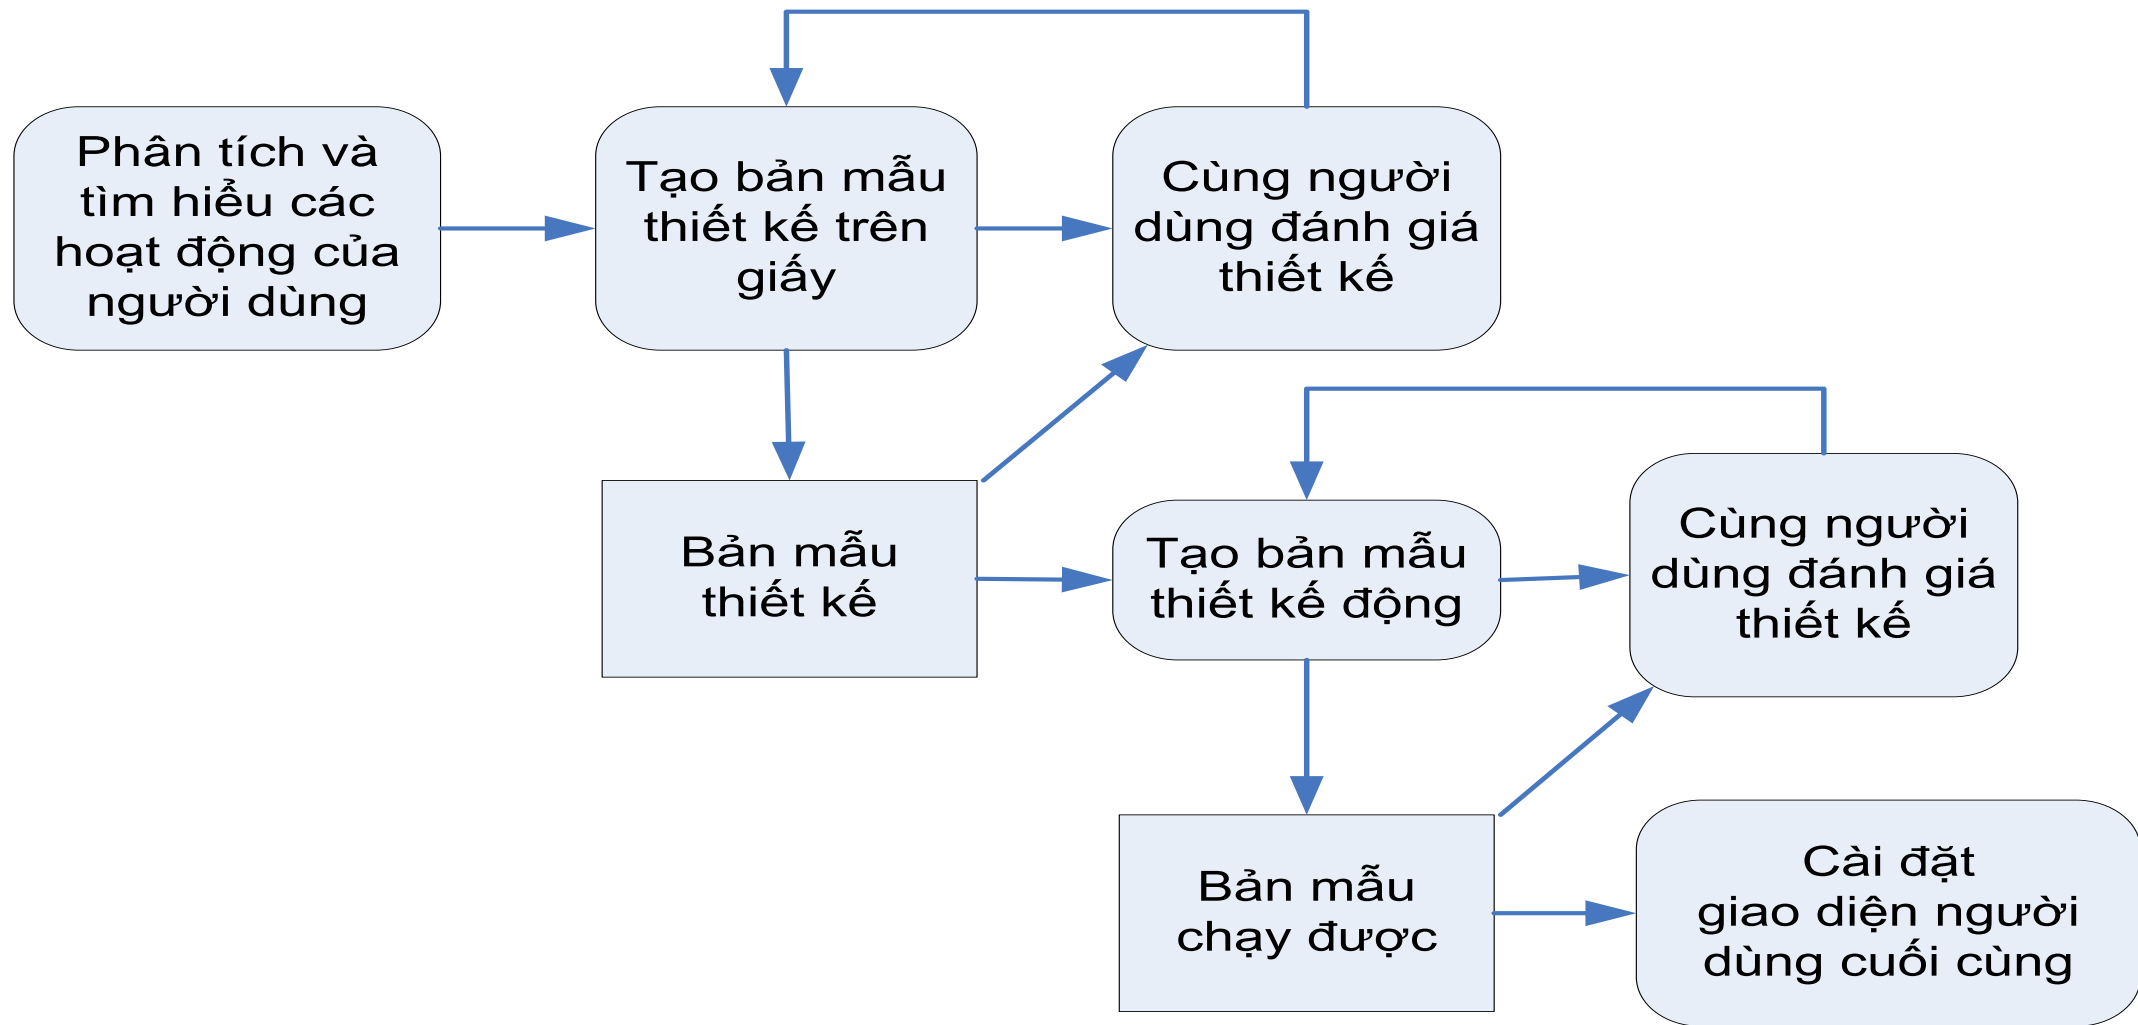 Phân tích và
tìm hiểu các
hoạt động của
người dùng
Tạo bản mẫu
thiết kế trên
giấy
Cùng người
dùng đánh giá
thiết kế
Bản mẫu
thiết kế
Tạo bản mẫu
thiết kế động
Cùng người
dùng đánh giá
thiết kế
Bản mẫu
chạy được
Cài đặt
giao diện người
dùng cuối cùng